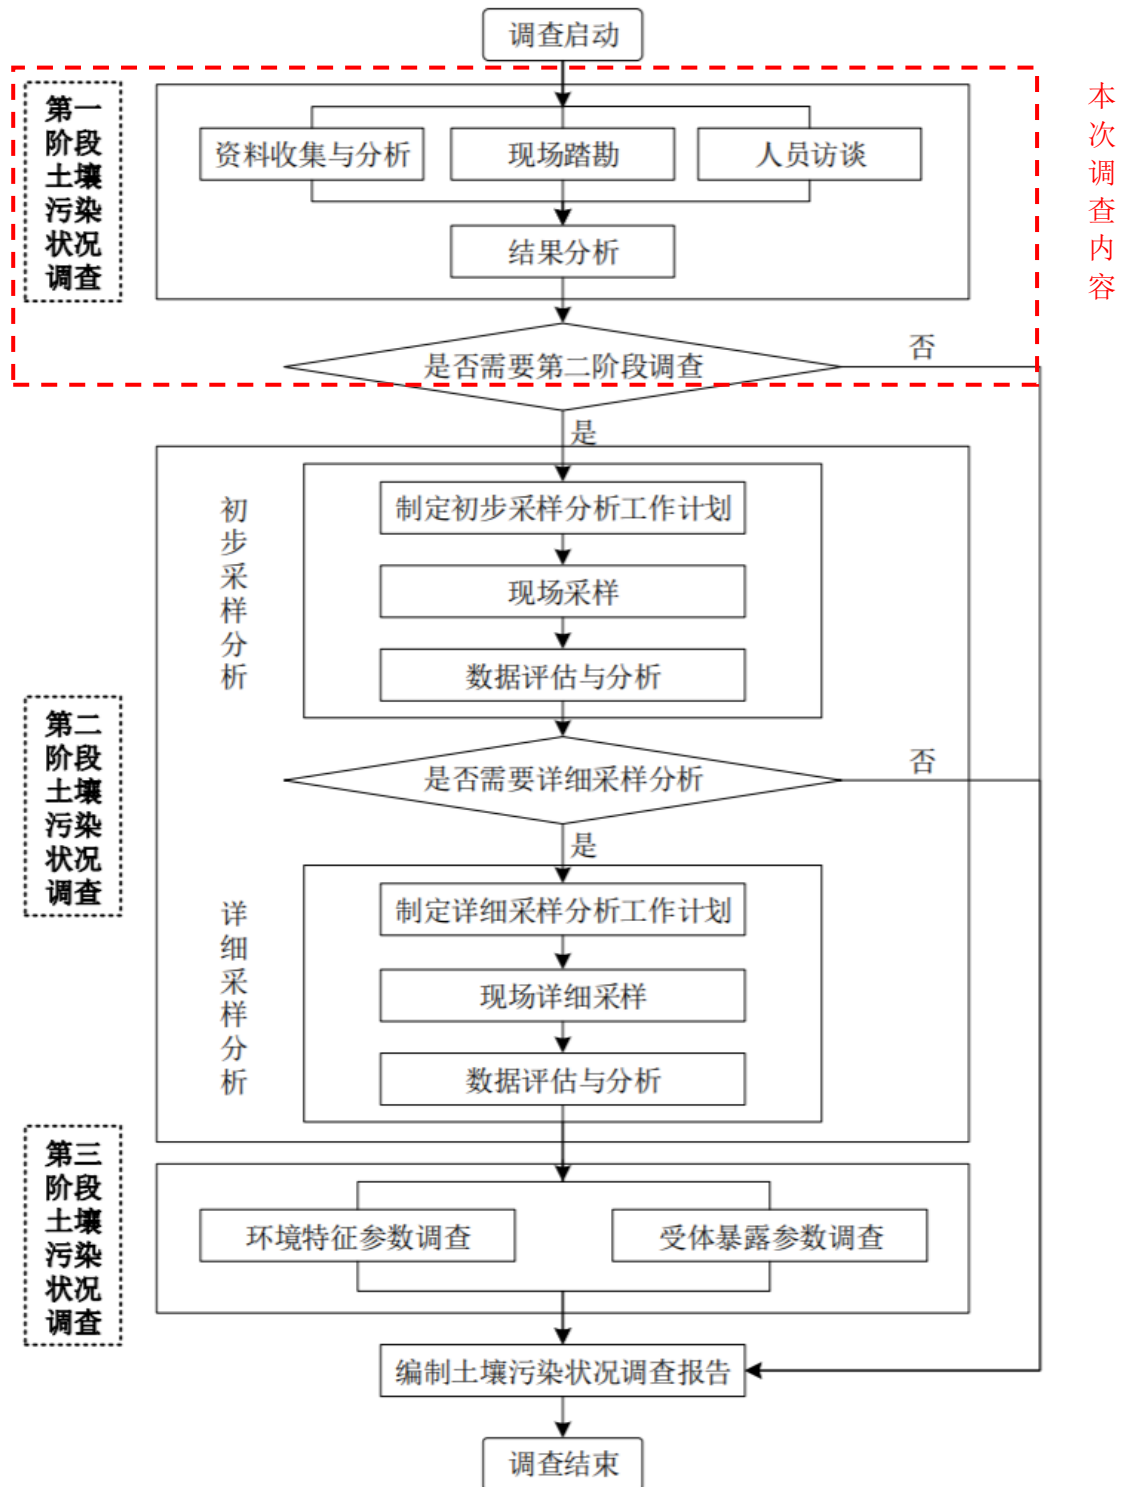 调查启动
本次调查内容
第一
阶段
土壤
污染
状况
调查
资料收集与分析
现场踏勘
人员访谈
结果分析
是否需要第二阶段调查
否
是
初步采样分析
制定初步采样分析工作计划
现场采样
数据评估与分析
第二
阶段
土壤
污染
状况
调查
是否需要详细采样分析
否
是
详细采样分析
制定详细采样分析工作计划
现场详细采样
数据评估与分析
第三
阶段
土壤
污染
状况
调查
环境特征参数调查
受体暴露参数调查
编制土壤污染状况调查报告
调查结束